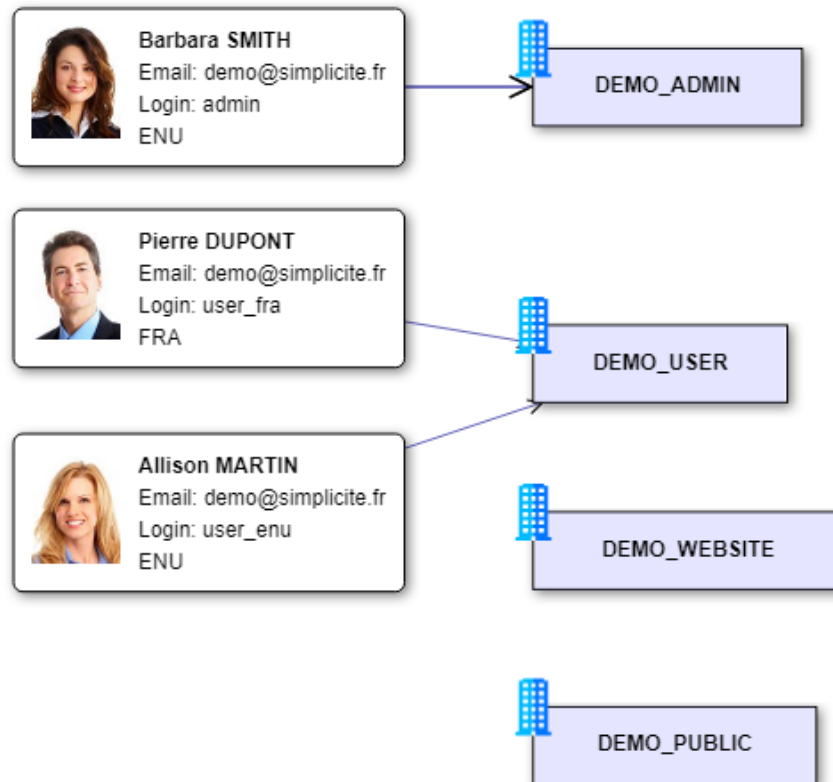 Barbara SMITH
Email: demo@simplicite.fr
Login: admin
ENU
DEMO_ADMIN
Pierre DUPONT
Email: demo@simplicite.fr
Login: user_fra
FRA
DEMO_USER
Allison MARTIN
Email: demo@simplicite.fr
Login: user_enu
ENU
DEMO_WEBSITE
DEMO_PUBLIC